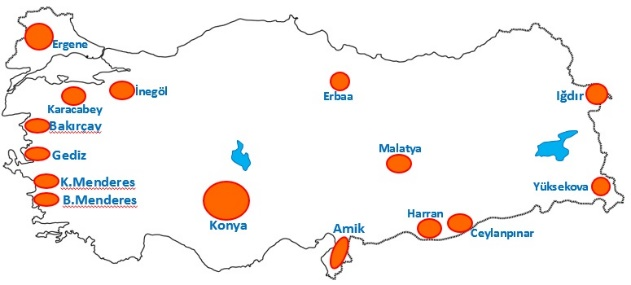 Ergene
İnegöl
Karacabey
Erbaa
Iğdır
Bakırçay
Gediz
Malatya
K.Menderes
B.Menderes
Yüksekova
Konya
Amik
Harran
Ceylanpınar